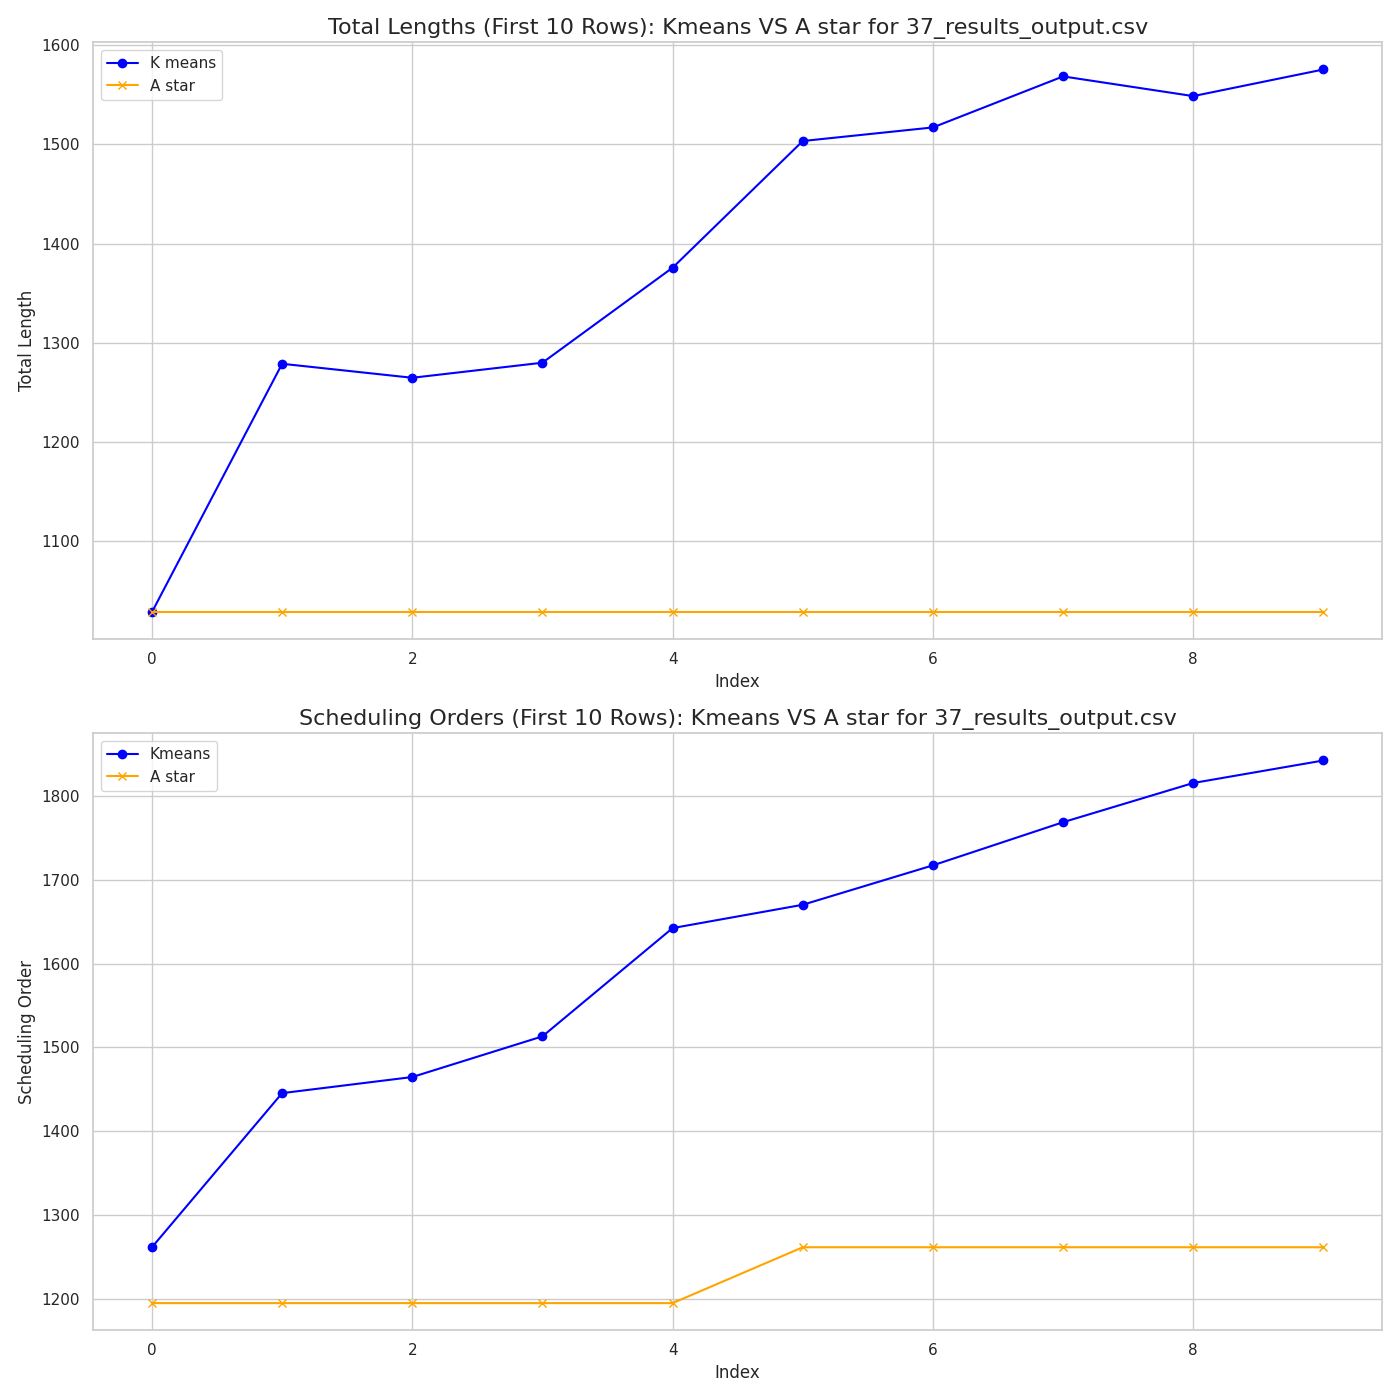 Total Lengths (First 10 Rows): Kmeans VS A star for 37_results_output.csv
K means
A star
1600
1500
1400
1300
1200
1100
Total Length
0 2 4 6 8
Index
Scheduling Orders (First 10 Rows): Kmeans VS A star for 37_results_output.csv
Kmeans
A star
1800
1700
1600
1500
1400
1300
1200
Scheduling Order
0 2 4 6 8
Index